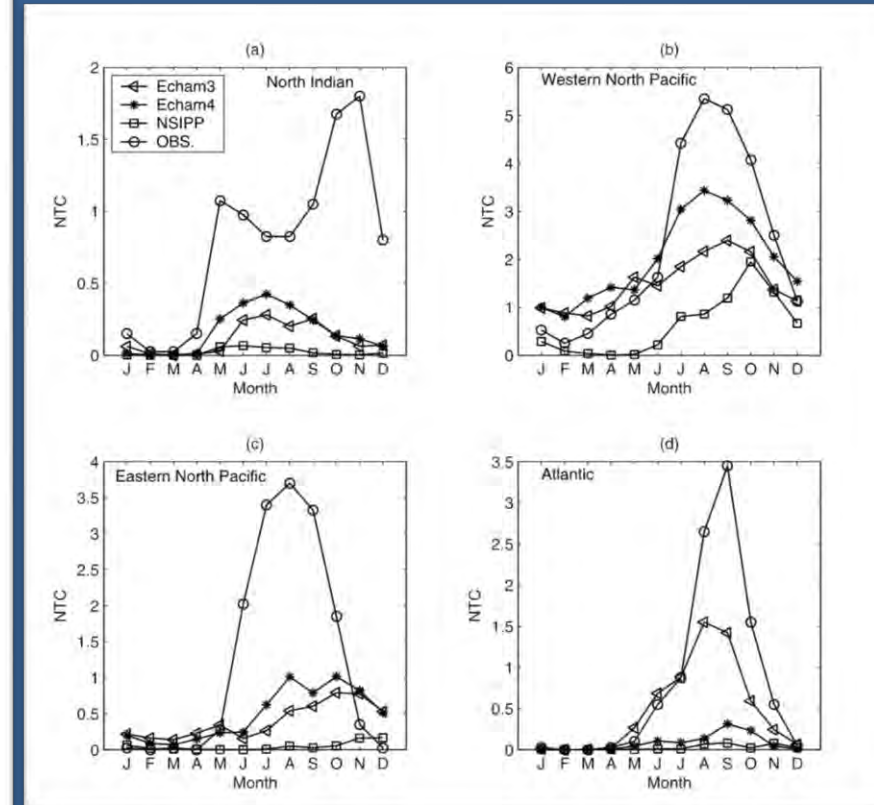 (a)
North Indian
Echam3
Echam4
NSIPP
OBS.
2
1.5
1
0.5
0
NTC
J F M A M J J A S O N D
Month
(b)
Western North Pacific
6
5
4
3
2
1
0
NTC
J F M A M J J A S O N D
Month
(c)
Eastern North Pacific
4
3.5
3
2.5
2
1.5
1
0.5
0
NTC
J F M A M J J A S O N D
Month
(d)
Atlantic
3.5
3
2.5
2
1.5
1
0.5
0
NTC
J F M A M J J A S O N D
Month